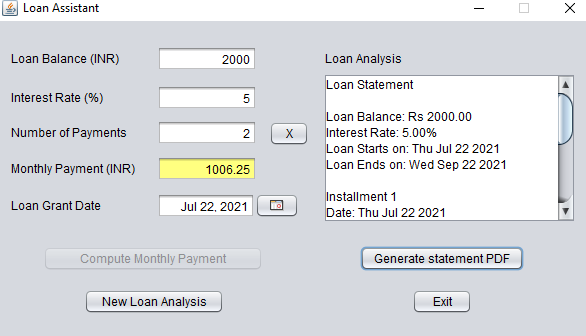 Loan Assistant
Loan Balance (INR) 2000
Interest Rate (%) 5
Number of Payments 2 X
Monthly Payment (INR) 1006.25
Loan Grant Date Jul 22, 2021
Compute Monthly Payment
New Loan Analysis
Loan Analysis
Loan Statement
Loan Balance: Rs 2000.00
Interest Rate: 5.00%
Loan Starts on: Thu Jul 22 2021
Loan Ends on: Wed Sep 22 2021
Installment 1
Date: Thu Jul 22 2021
Generate statement PDF
Exit